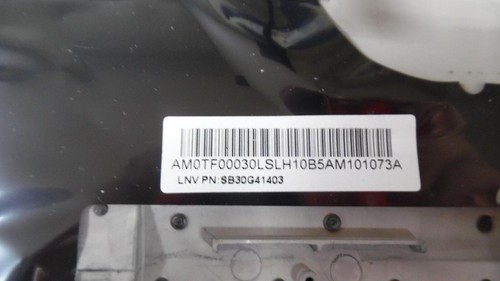 AM0TF00030LSLH10B5AM101073A
LNV PN:SB30G41403